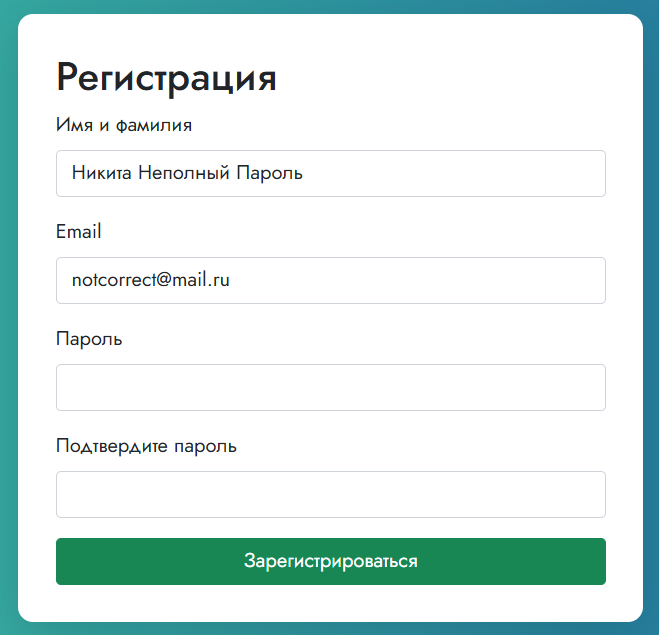 Регистрация
Имя и фамилия
Никита Неполный Пароль
Email
notcorrect@mail.ru
Пароль
Подтвердите пароль
Зарегистрироваться